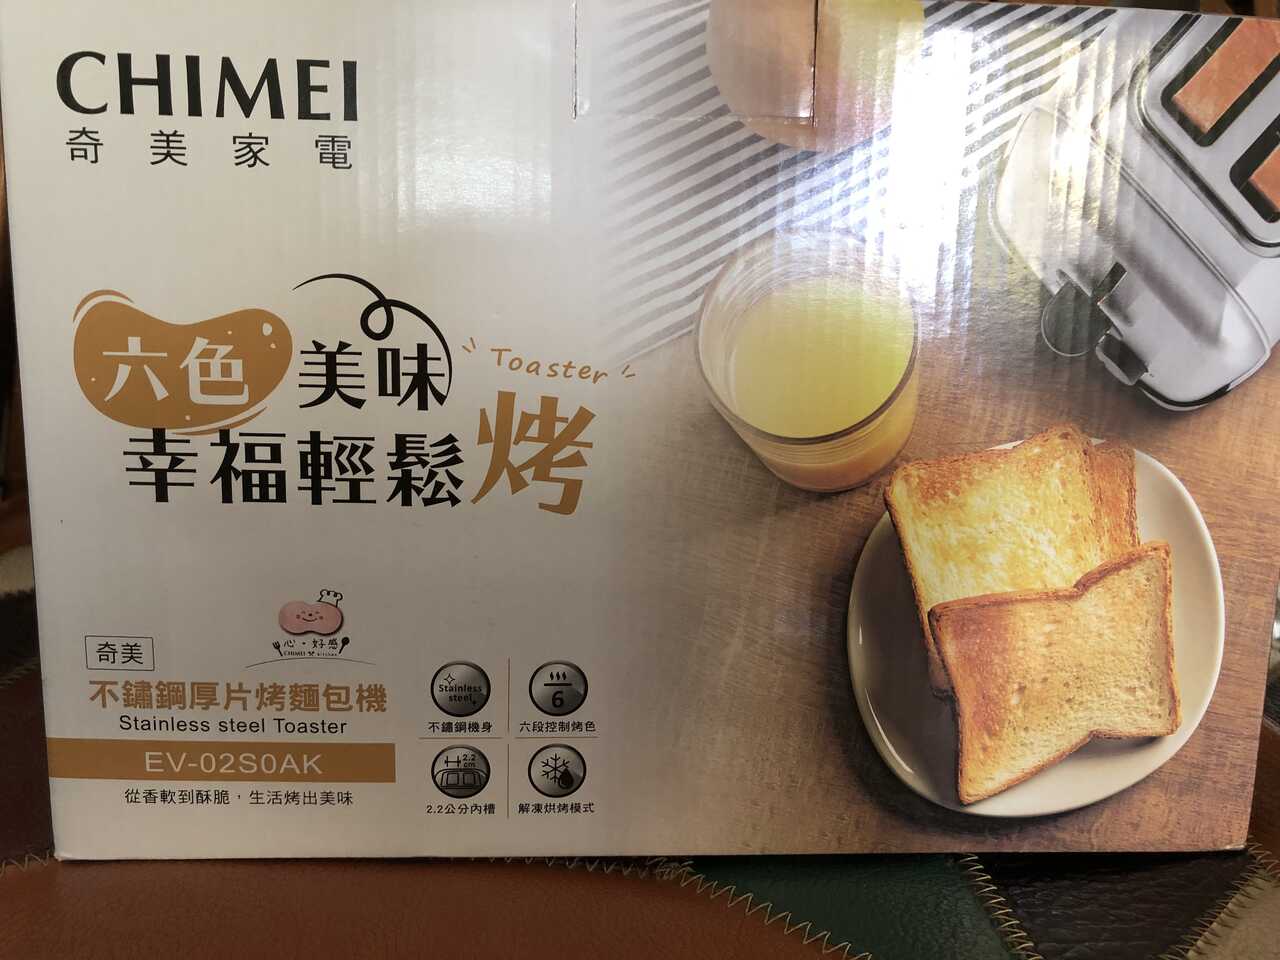 CHIMEI
奇美家電
六色美味
Toaster
幸福輕鬆烤
心・好感
CHIMEI kitchen
奇美
不鏽鋼厚片烤麵包機
Stainless steel Toaster
EV-02S0AK
從香軟到酥脆，生活烤出美味
Stainless steel
不鏽鋼機身
6
六段控制烤色
2.2 cm
2.2公分內槽
解凍烘烤模式